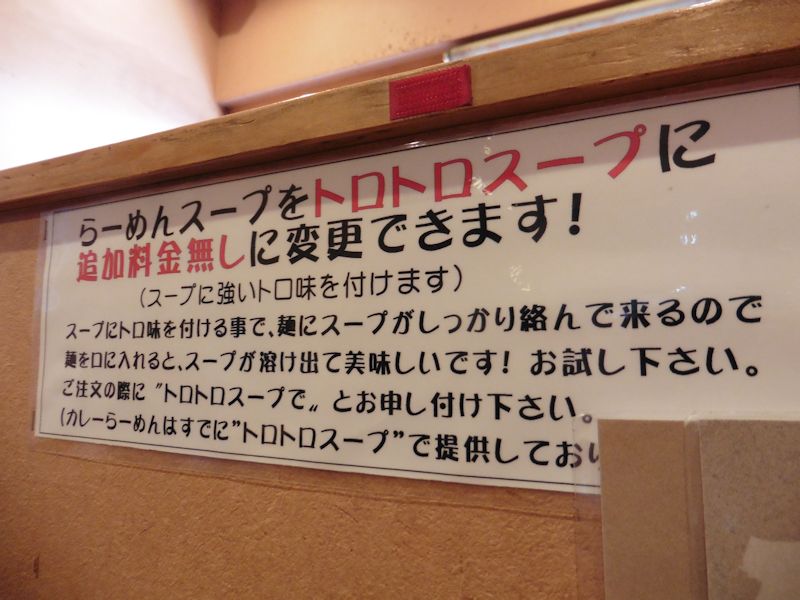 らーめんスープをトロトロスープに
追加料金無しに変更できます!
(スープに強いトロ味を付けます)
スープにトロ味を付ける事で、麺にスープがしっかり絡んで来るので
麺を口に入れると、スープが溶け出て美味しいです! お試し下さい。
ご注文の際に〝トロトロスープで〟とお申し付け下さい。
(カレーらーめんはすでに"トロトロスープ"で提供しており